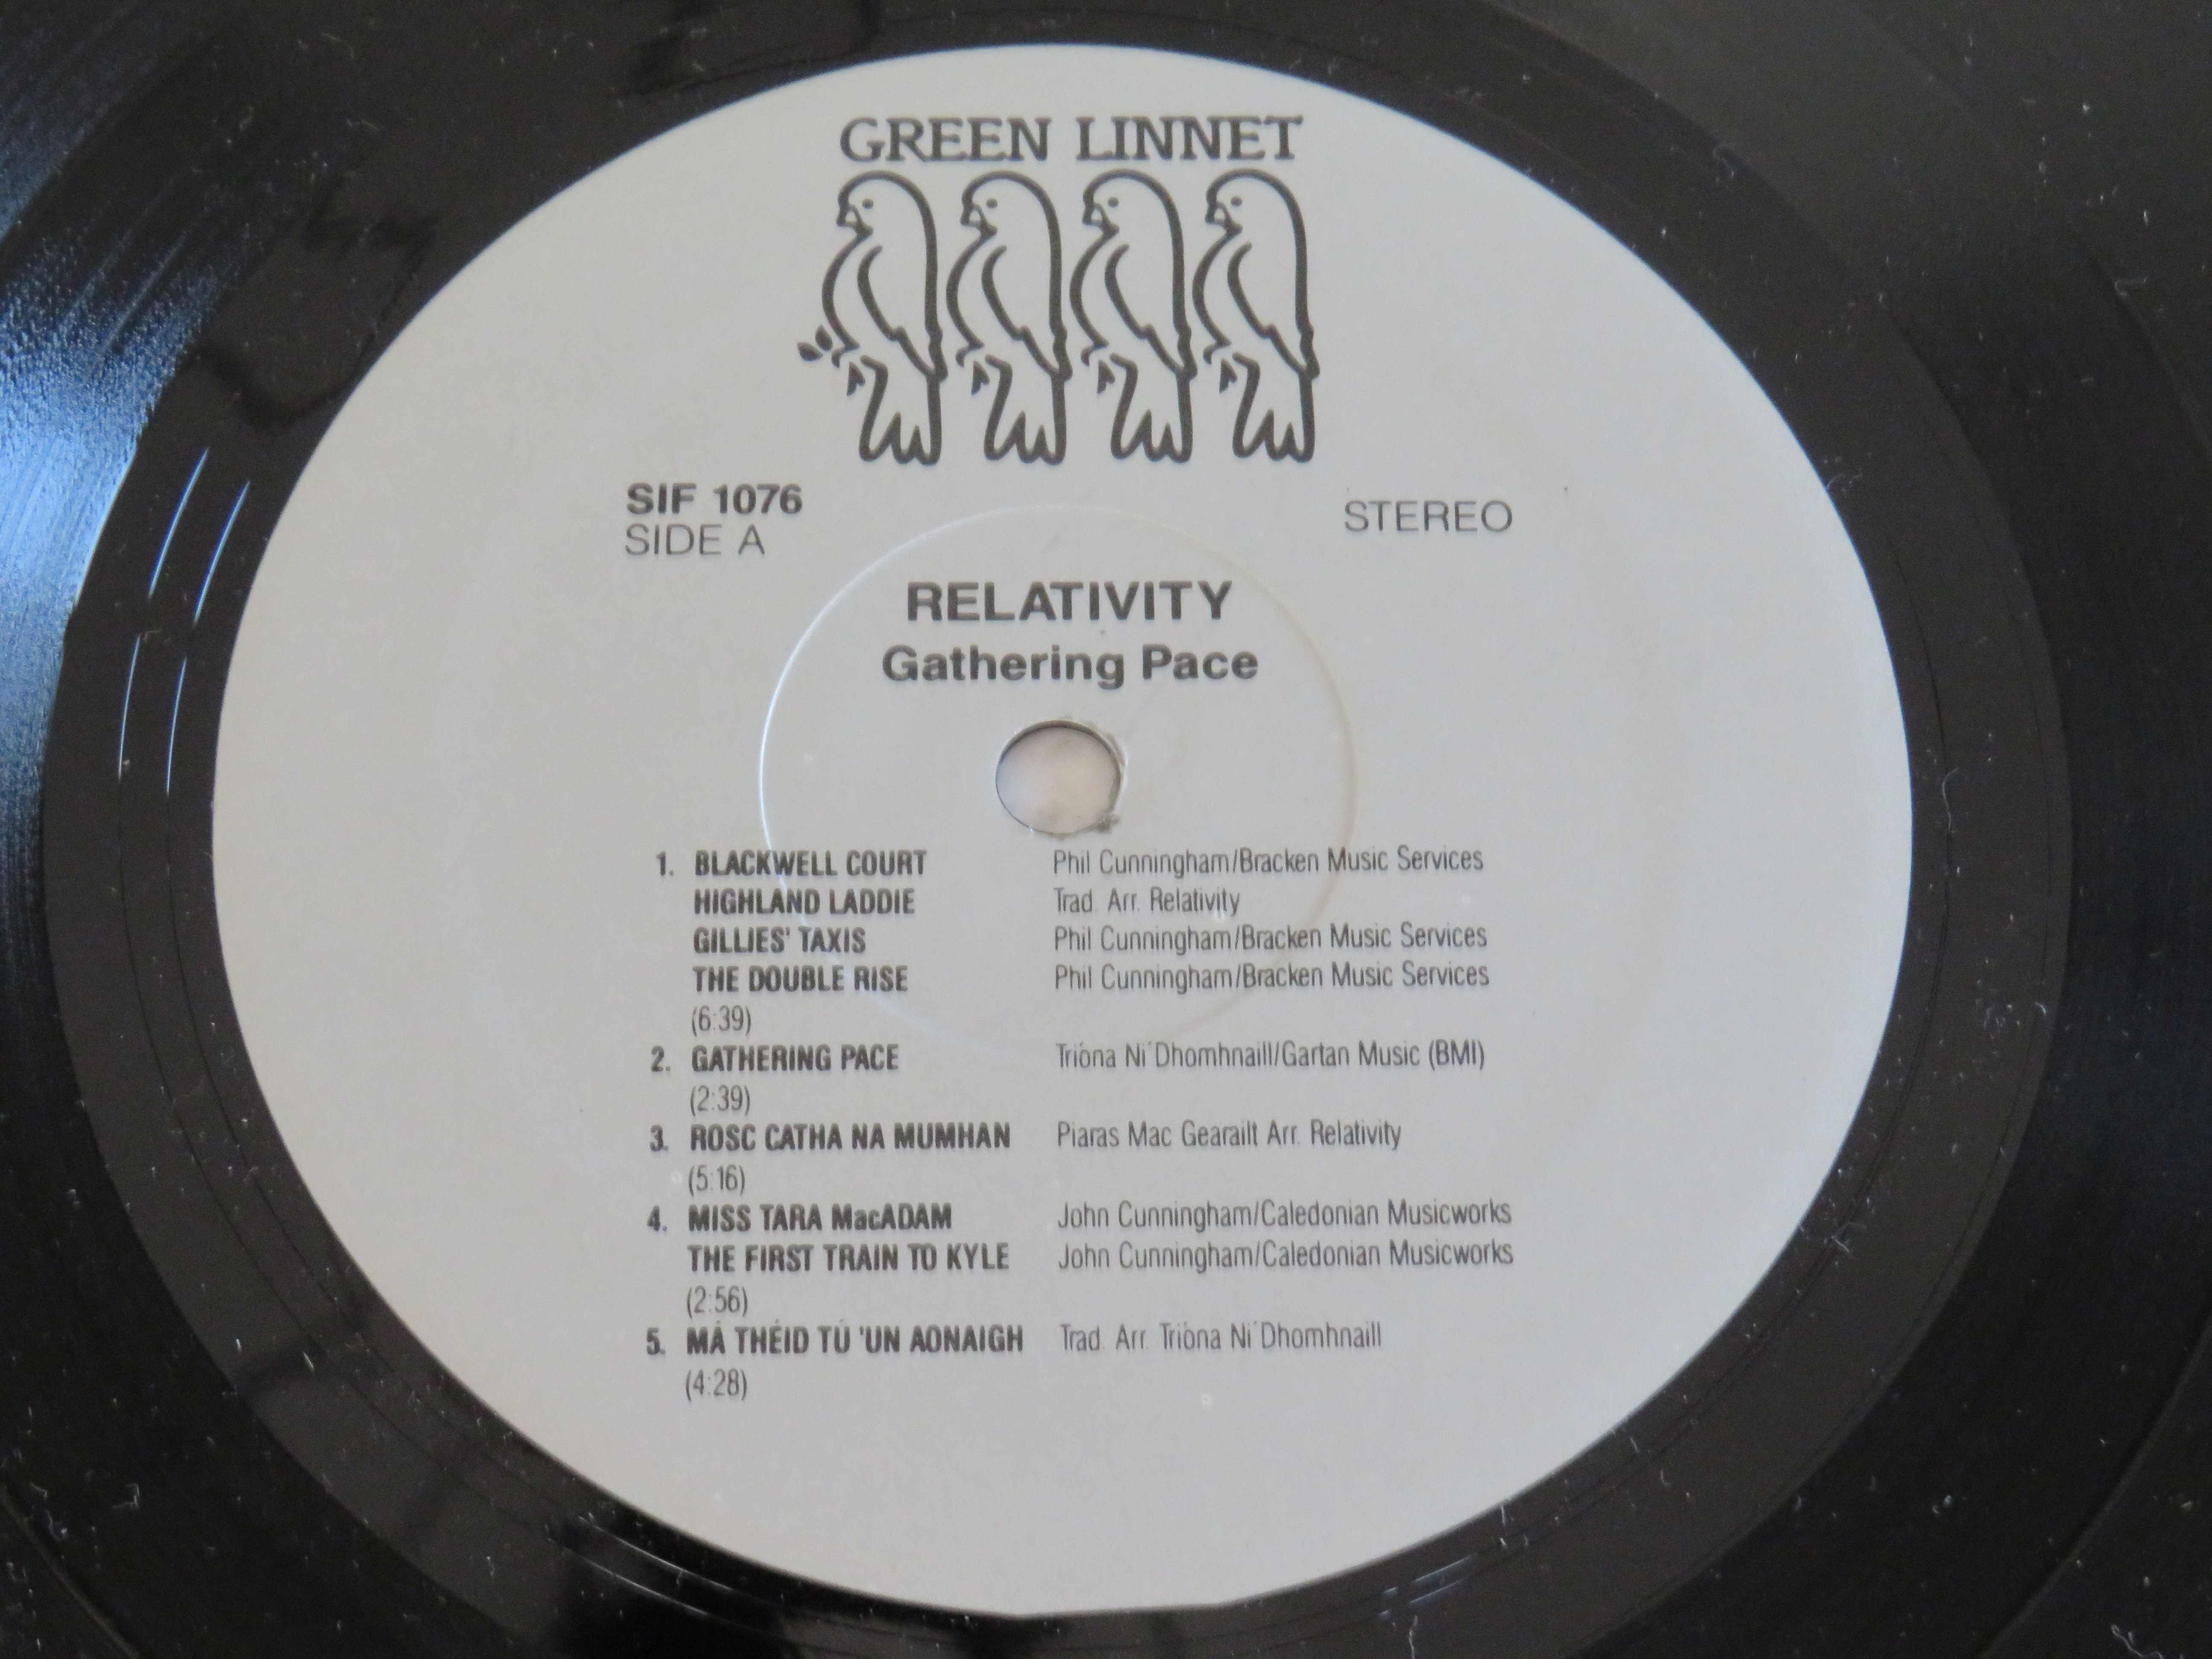 GREEN LINNET
SIF 1076
SIDE A
STEREO
RELATIVITY
Gathering Pace
1. BLACKWELL COURT Phil Cunningham/Bracken Music Services
HIGHLAND LADDIE Trad. Arr. Relativity
GILLIES' TAXIS Phil Cunningham/Bracken Music Services
THE DOUBLE RISE Phil Cunningham/Bracken Music Services
(6:39)
2. GATHERING PACE Tríona Ni´Dhomhnaill/Gartan Music (BMI)
(2:39)
3. ROSC CATHA NA MUMHAN Piaras Mac Gearailt Arr. Relativity
(5:16)
4. MISS TARA MacADAM John Cunningham/Caledonian Musicworks
THE FIRST TRAIN TO KYLE John Cunningham/Caledonian Musicworks
(2:56)
5. MÁ THÉID TÚ 'UN AONAIGH Trad. Arr. Tríona Ni´Dhomhnaill
(4:28)